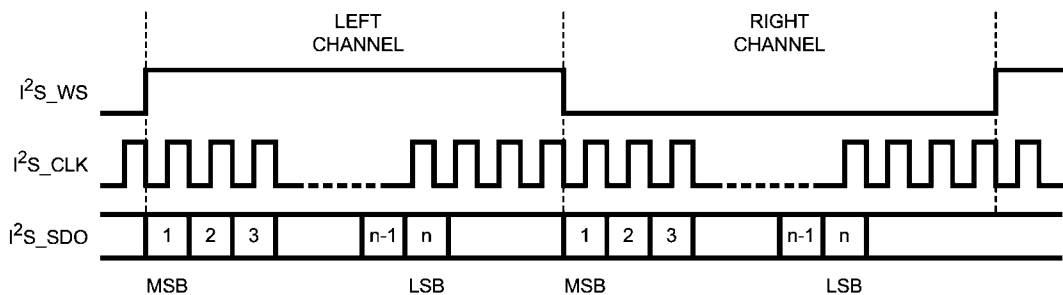 LEFT
CHANNEL
RIGHT
CHANNEL
I²S_WS
I²S_CLK
I²S_SDO
1 2 3 n-1 n 1 2 3 n-1 n
MSB LSB MSB LSB